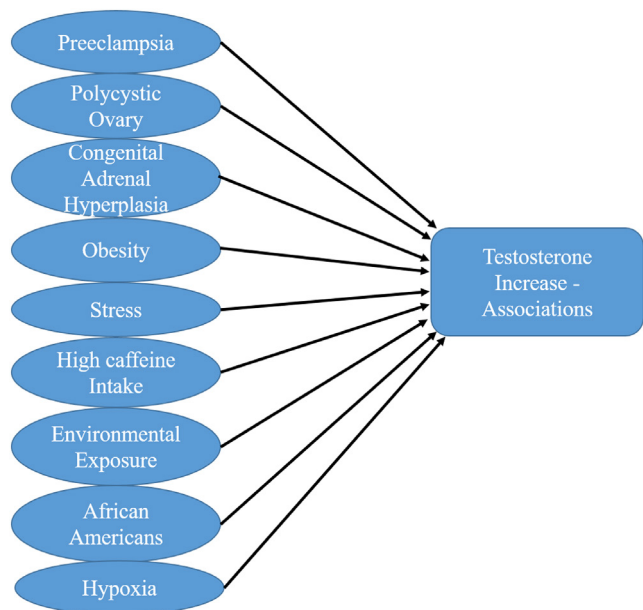 Preeclampsia
Polycystic
Ovary
Congenital
Adrenal
Hyperplasia
Obesity
Stress
High caffeine
Intake
Environmental
Exposure
African
Americans
Hypoxia
Testosterone
Increase -
Associations